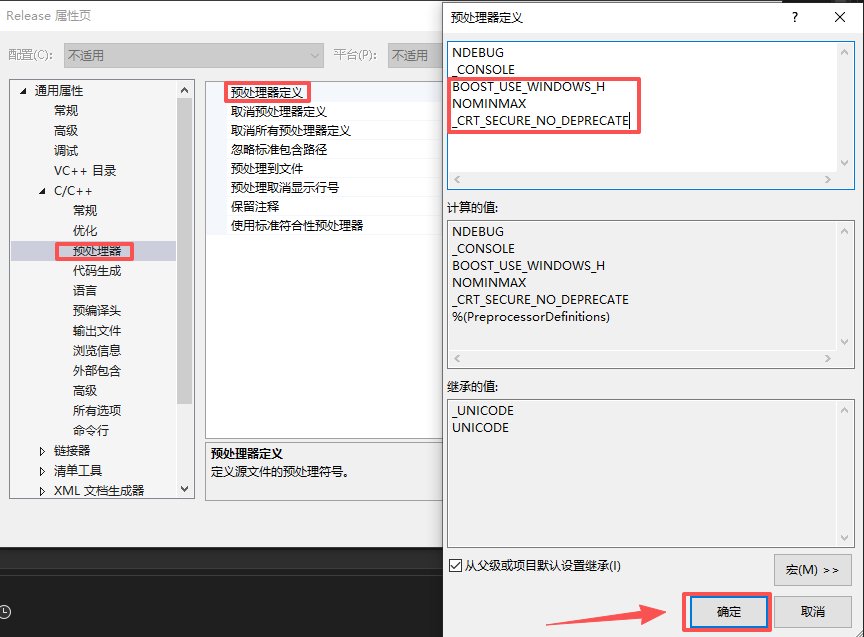 Release 属性页
配置(C):
不适用
平台(P):
不适用
通用属性
常规
高级
调试
VC++ 目录
C/C++
常规
优化
预处理器
代码生成
语言
预编译头
输出文件
浏览信息
外部包含
高级
所有选项
命令行
链接器
清单工具
XML 文档生成器
预处理器定义
取消预处理器定义
取消所有预处理器定义
忽略标准包含路径
预处理到文件
预处理取消显示行号
保留注释
使用标准符合性预处理器
预处理器定义
定义源文件的预处理符号。
预处理器定义
?
NDEBUG
_CONSOLE
BOOST_USE_WINDOWS_H
NOMINMAX
_CRT_SECURE_NO_DEPRECATE
计算的值:
NDEBUG
_CONSOLE
BOOST_USE_WINDOWS_H
NOMINMAX
_CRT_SECURE_NO_DEPRECATE
%(PreprocessorDefinitions)
继承的值:
_UNICODE
UNICODE
从父级或项目默认设置继承(I)
宏(M) >>
确定
取消